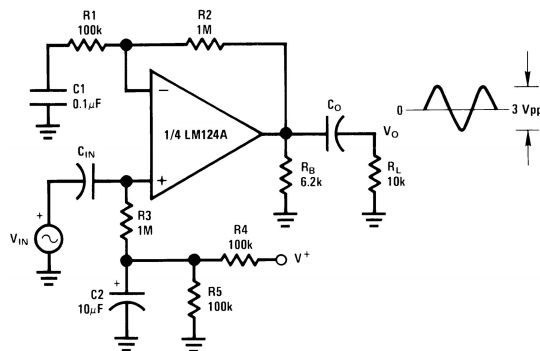 R1
100k
R2
1M
C1
0.1μF
−
1/4 LM124A
+
CIN
+
VIN
R3
1M
C2
+
10μF
R4
100k
V+
R5
100k
RB
6.2k
CO
VO
RL
10k
0
3 Vpp